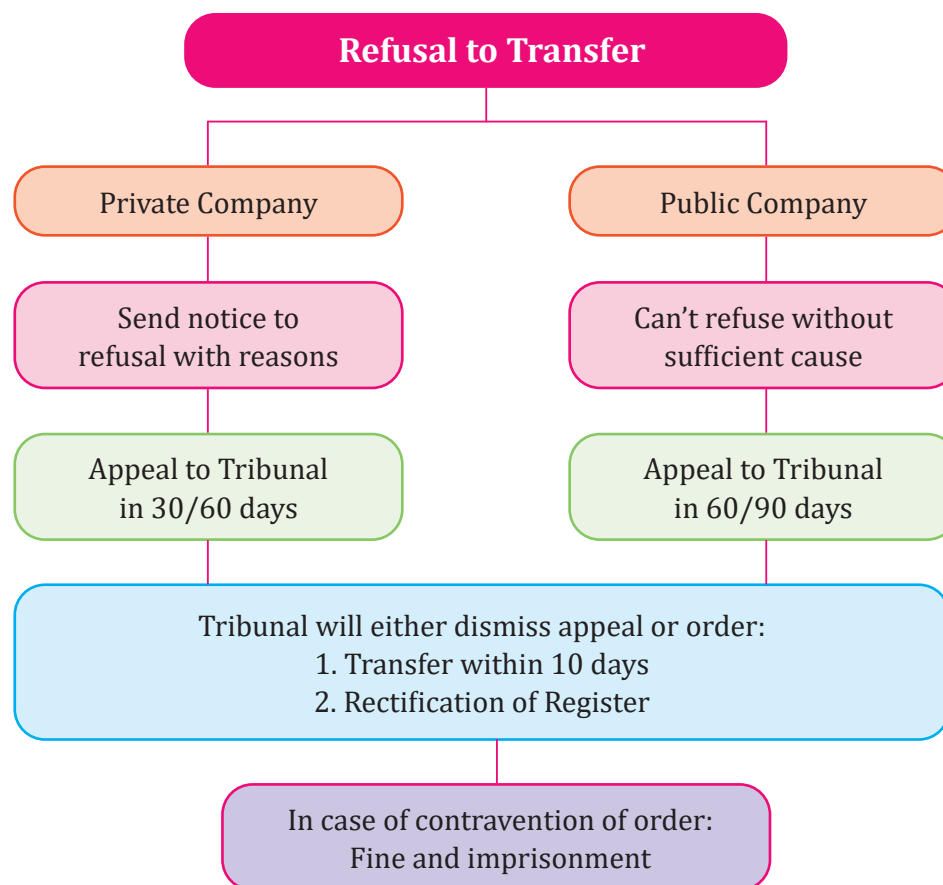 Refusal to Transfer
Private Company
Public Company
Send notice to
refusal with reasons
Can’t refuse without
sufficient cause
Appeal to Tribunal
in 30/60 days
Appeal to Tribunal
in 60/90 days
Tribunal will either dismiss appeal or order:
1. Transfer within 10 days
2. Rectification of Register
In case of contravention of order:
Fine and imprisonment